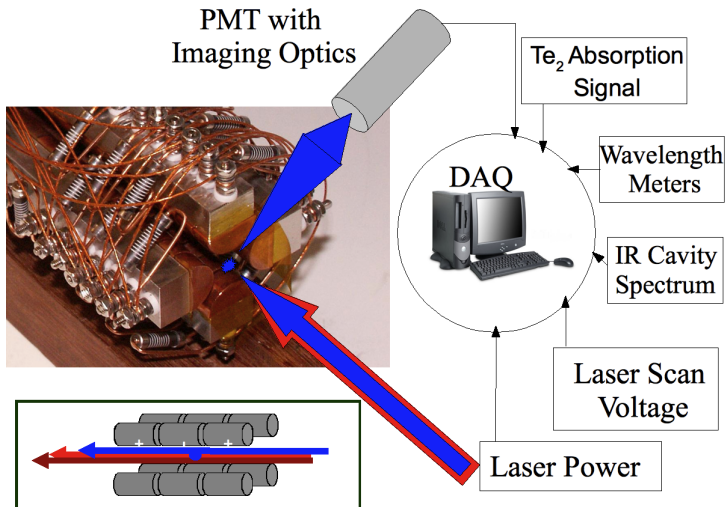 PMT with
Imaging Optics
Te₂ Absorption
Signal
DAQ
Wavelength
Meters
IR Cavity
Spectrum
Laser Scan
Voltage
Laser Power
+ +